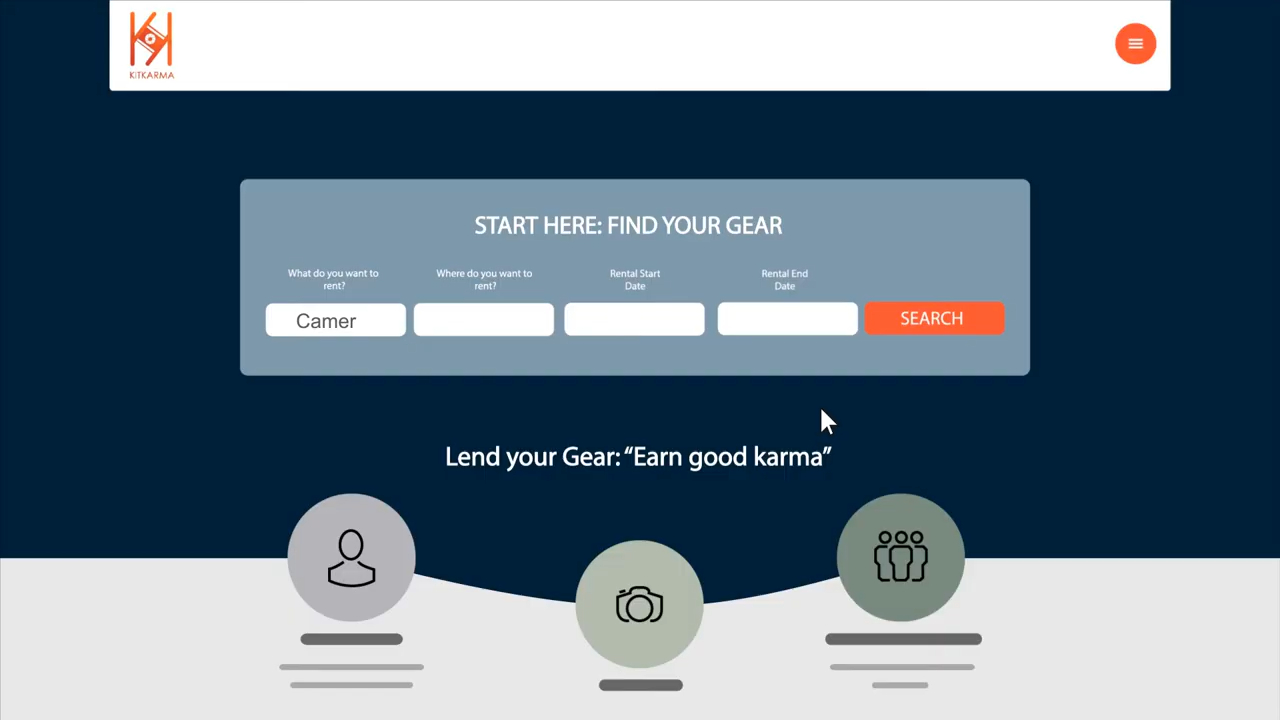 KITKARMA
START HERE: FIND YOUR GEAR
What do you want to
rent?
Where do you want to
rent?
Rental Start
Date
Rental End
Date
Camer
SEARCH
Lend your Gear: “Earn good karma”